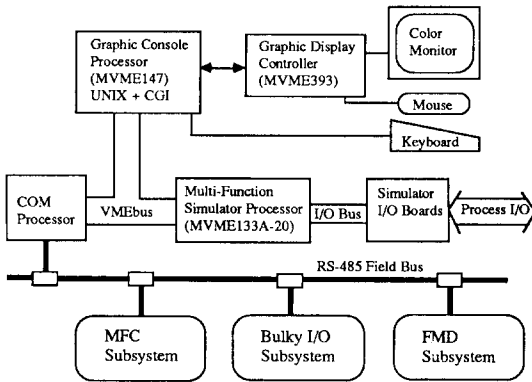 Graphic Console
Processor
(MVME147)
UNIX + CGI
Graphic Display
Controller
(MVME393)
Color
Monitor
Mouse
Keyboard
COM
Processor
VMEbus
Multi-Function
Simulator Processor
(MVME133A-20)
I/O Bus
Simulator
I/O Boards
Process I/O
RS-485 Field Bus
MFC
Subsystem
Bulky I/O
Subsystem
FMD
Subsystem